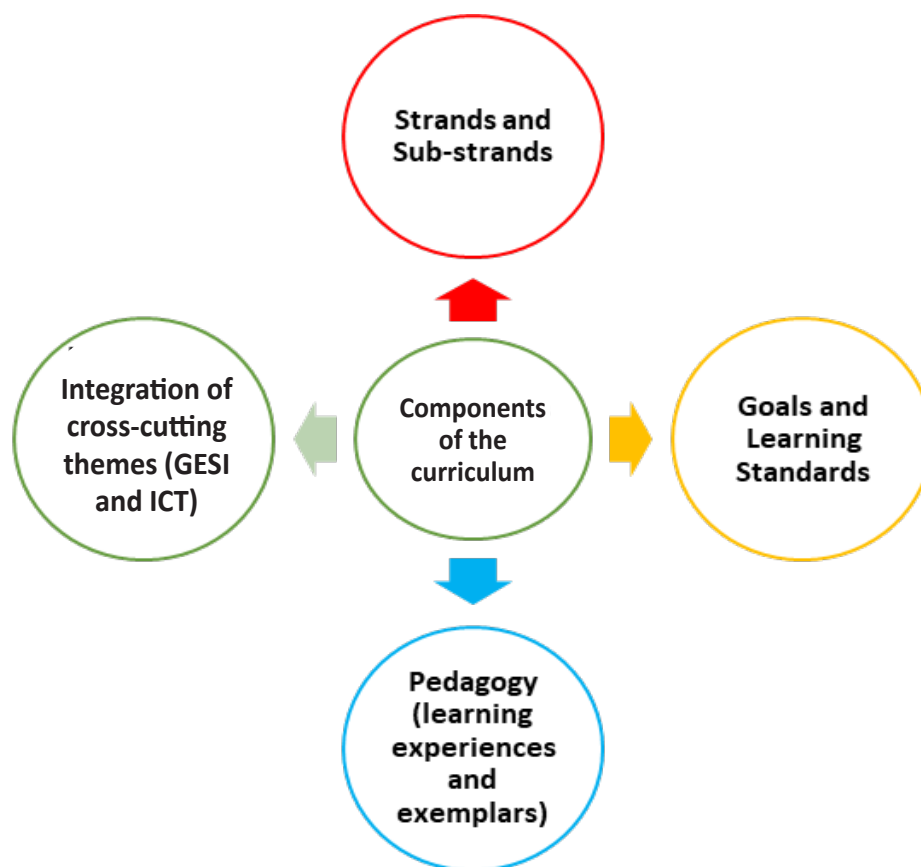 Strands and
Sub-strands
Integration of
cross-cutting
themes (GESI
and ICT)
Components
of the
curriculum
Goals and
Learning
Standards
Pedagogy
(learning
experiences
and
exemplars)